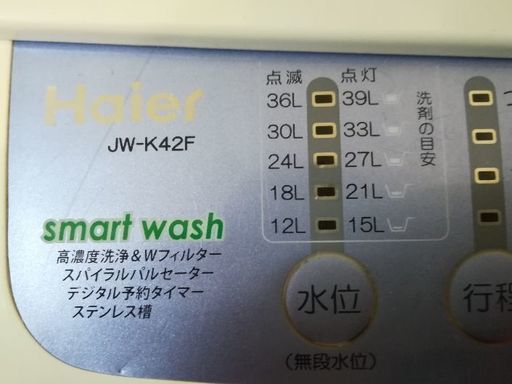 Haier
JW-K42F
smart wash
高濃度洗浄&Wフィルター
スパイラルパルセーター
デジタル予約タイマー
ステンレス槽
点滅 点灯
36L 39L
30L 33L
24L 27L
18L 21L
12L 15L
洗剤の目安
水位
(無段水位)
行程